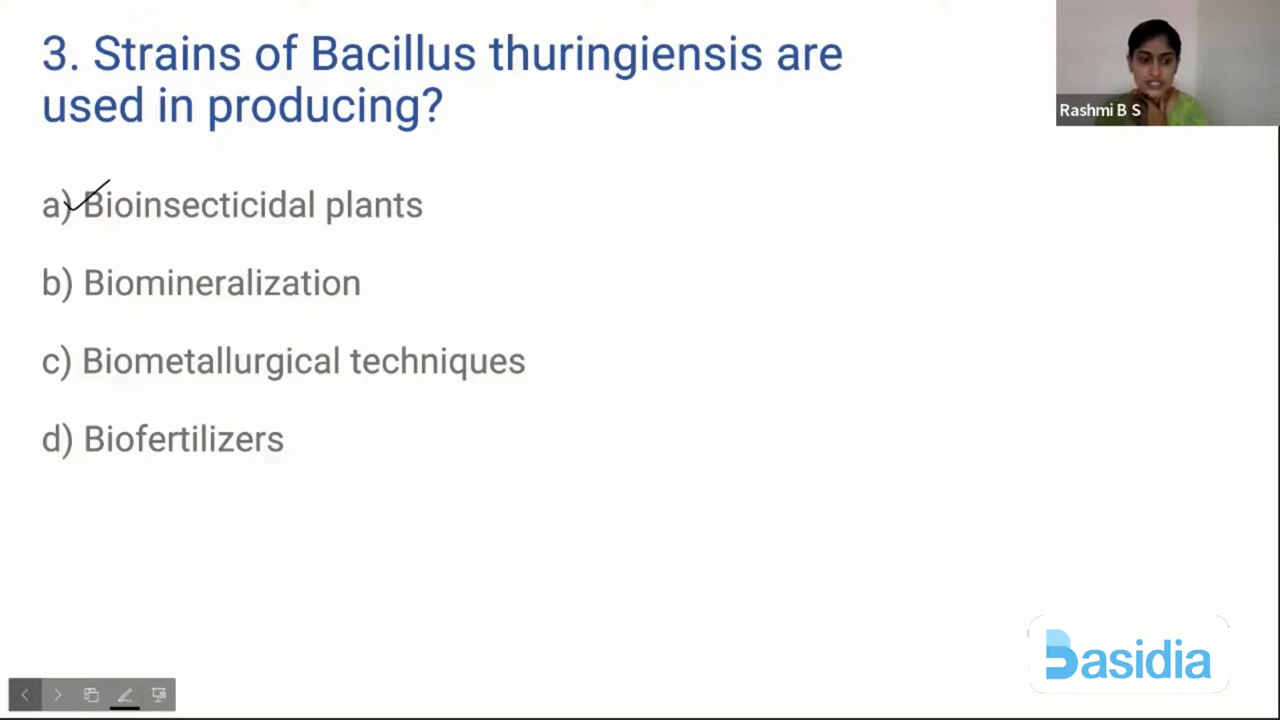 3. Strains of Bacillus thuringiensis are
used in producing?
Rashmi B S
a) Bioinsecticidal plants
b) Biomineralization
c) Biometallurgical techniques
d) Biofertilizers
Basidia